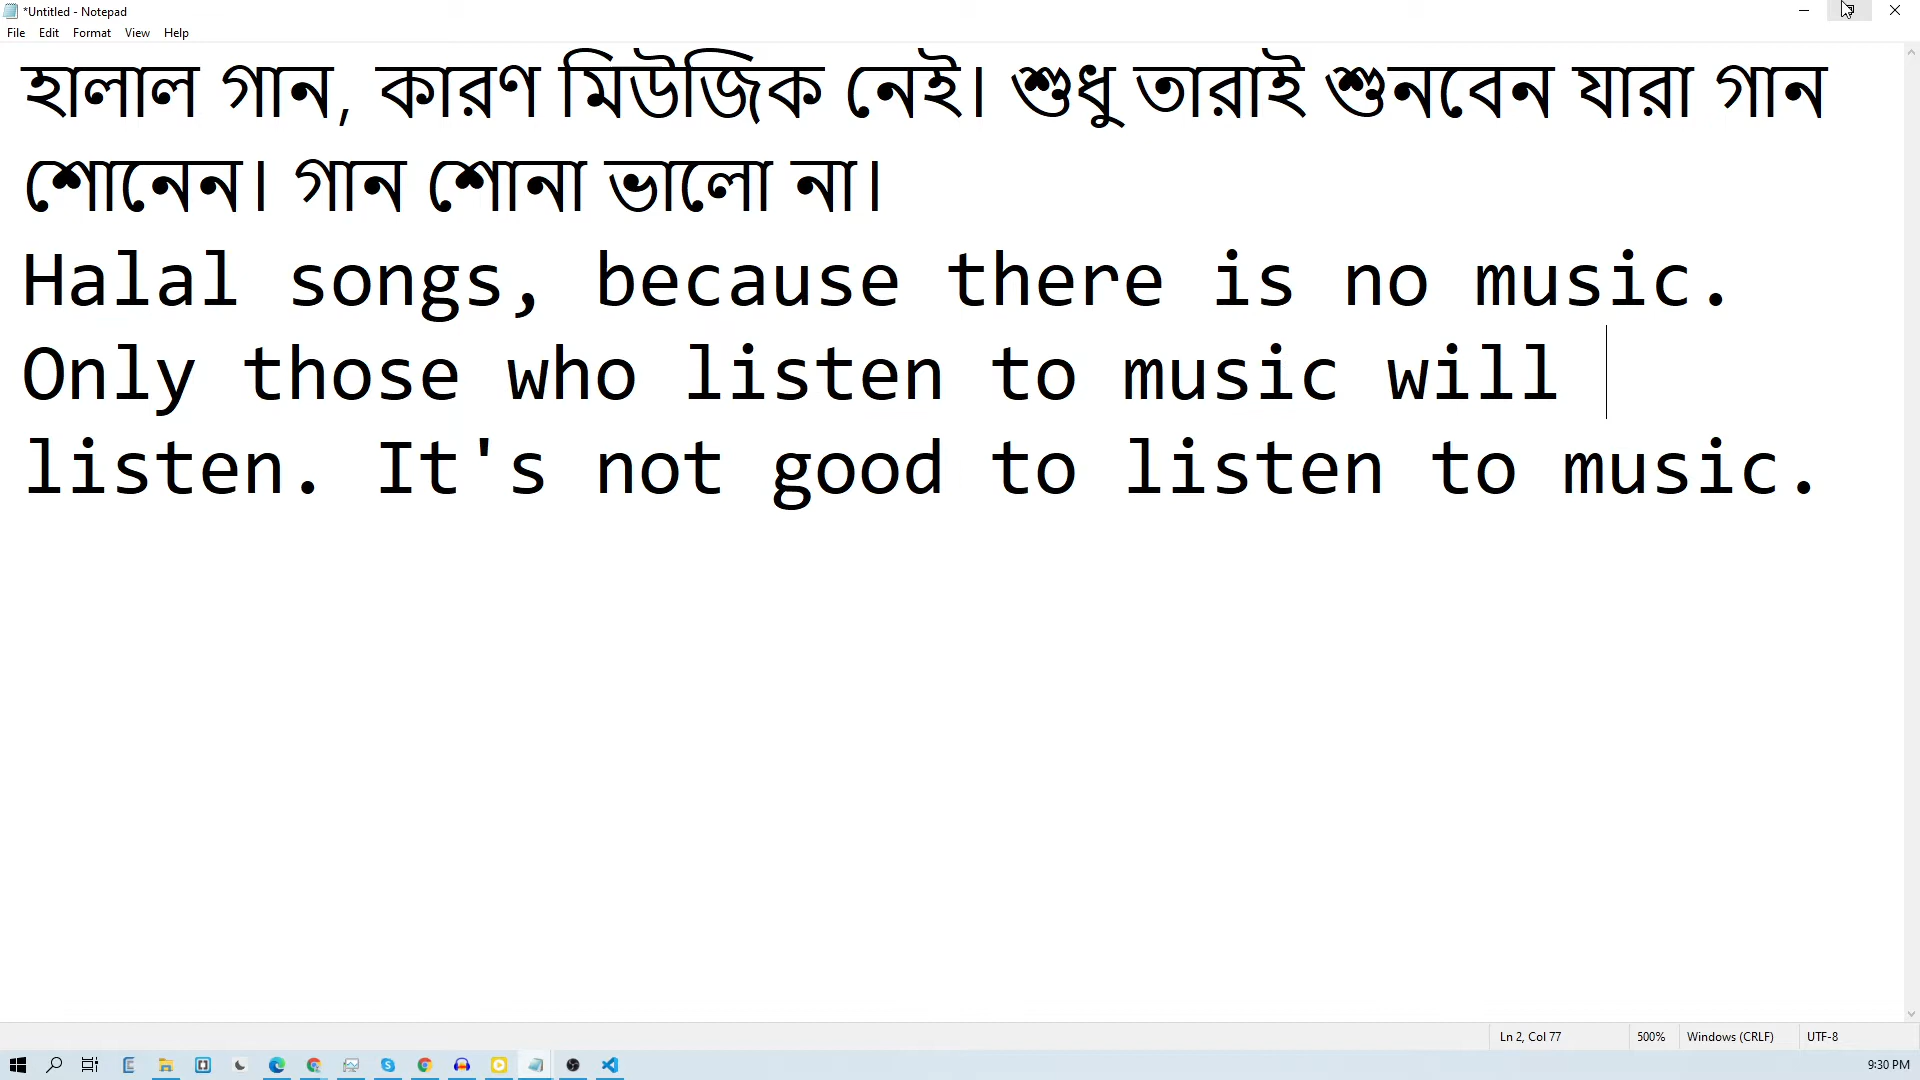 *Untitled - Notepad
File Edit Format View Help
হালাল গান, কারণ মিউজিক নেই। শুধু তারাই শুনবেন যারা গান
শোনেন। গান শোনা ভালো না।
Halal songs, because there is no music.
Only those who listen to music will
listen. It's not good to listen to music.
Ln 2, Col 77 500% Windows (CRLF) UTF-8
9:30 PM